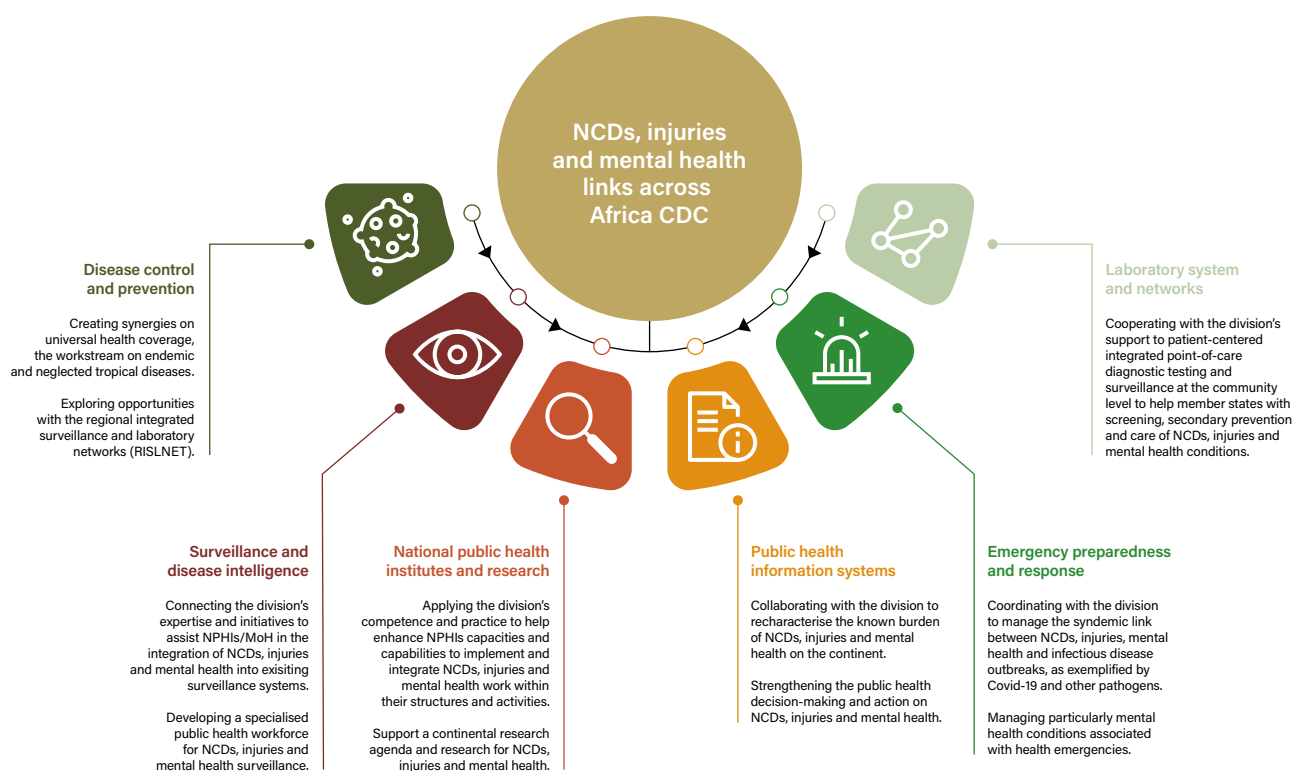 NCDs, injuries
and mental health
links across
Africa CDC
Disease control
and prevention
Creating synergies on
universal health coverage,
the workstream on endemic
and neglected tropical diseases.
Exploring opportunities
with the regional integrated
surveillance and laboratory
networks (RISLNET).
Surveillance and
disease intelligence
Connecting the division's
expertise and initiatives to
assist NPHIs/MoH in the
integration of NCDs, injuries
and mental health into exisiting
surveillance systems.
Developing a specialised
public health workforce
for NCDs, injuries and
mental health surveillance.
National public health
institutes and research
Applying the division's
competence and practice to help
enhance NPHIs capacities and
capabilities to implement and
integrate NCDs, injuries and
mental health work within
their structures and activities.
Support a continental research
agenda and research for NCDs,
injuries and mental health.
Public health
information systems
Collaborating with the division to
recharacterise the known burden
of NCDs, injuries and mental
health on the continent.
Strengthening the public health
decision-making and action on
NCDs, injuries and mental health.
Emergency preparedness
and response
Coordinating with the division
to manage the syndemic link
between NCDs, injuries, mental
health and infectious disease
outbreaks, as exemplified by
Covid-19 and other pathogens.
Managing particularly mental
health conditions associated
with health emergencies.
Laboratory system
and networks
Cooperating with the division's
support to patient-centered
integrated point-of-care
diagnostic testing and
surveillance at the community
level to help member states with
screening, secondary prevention
and care of NCDs, injuries and
mental health conditions.